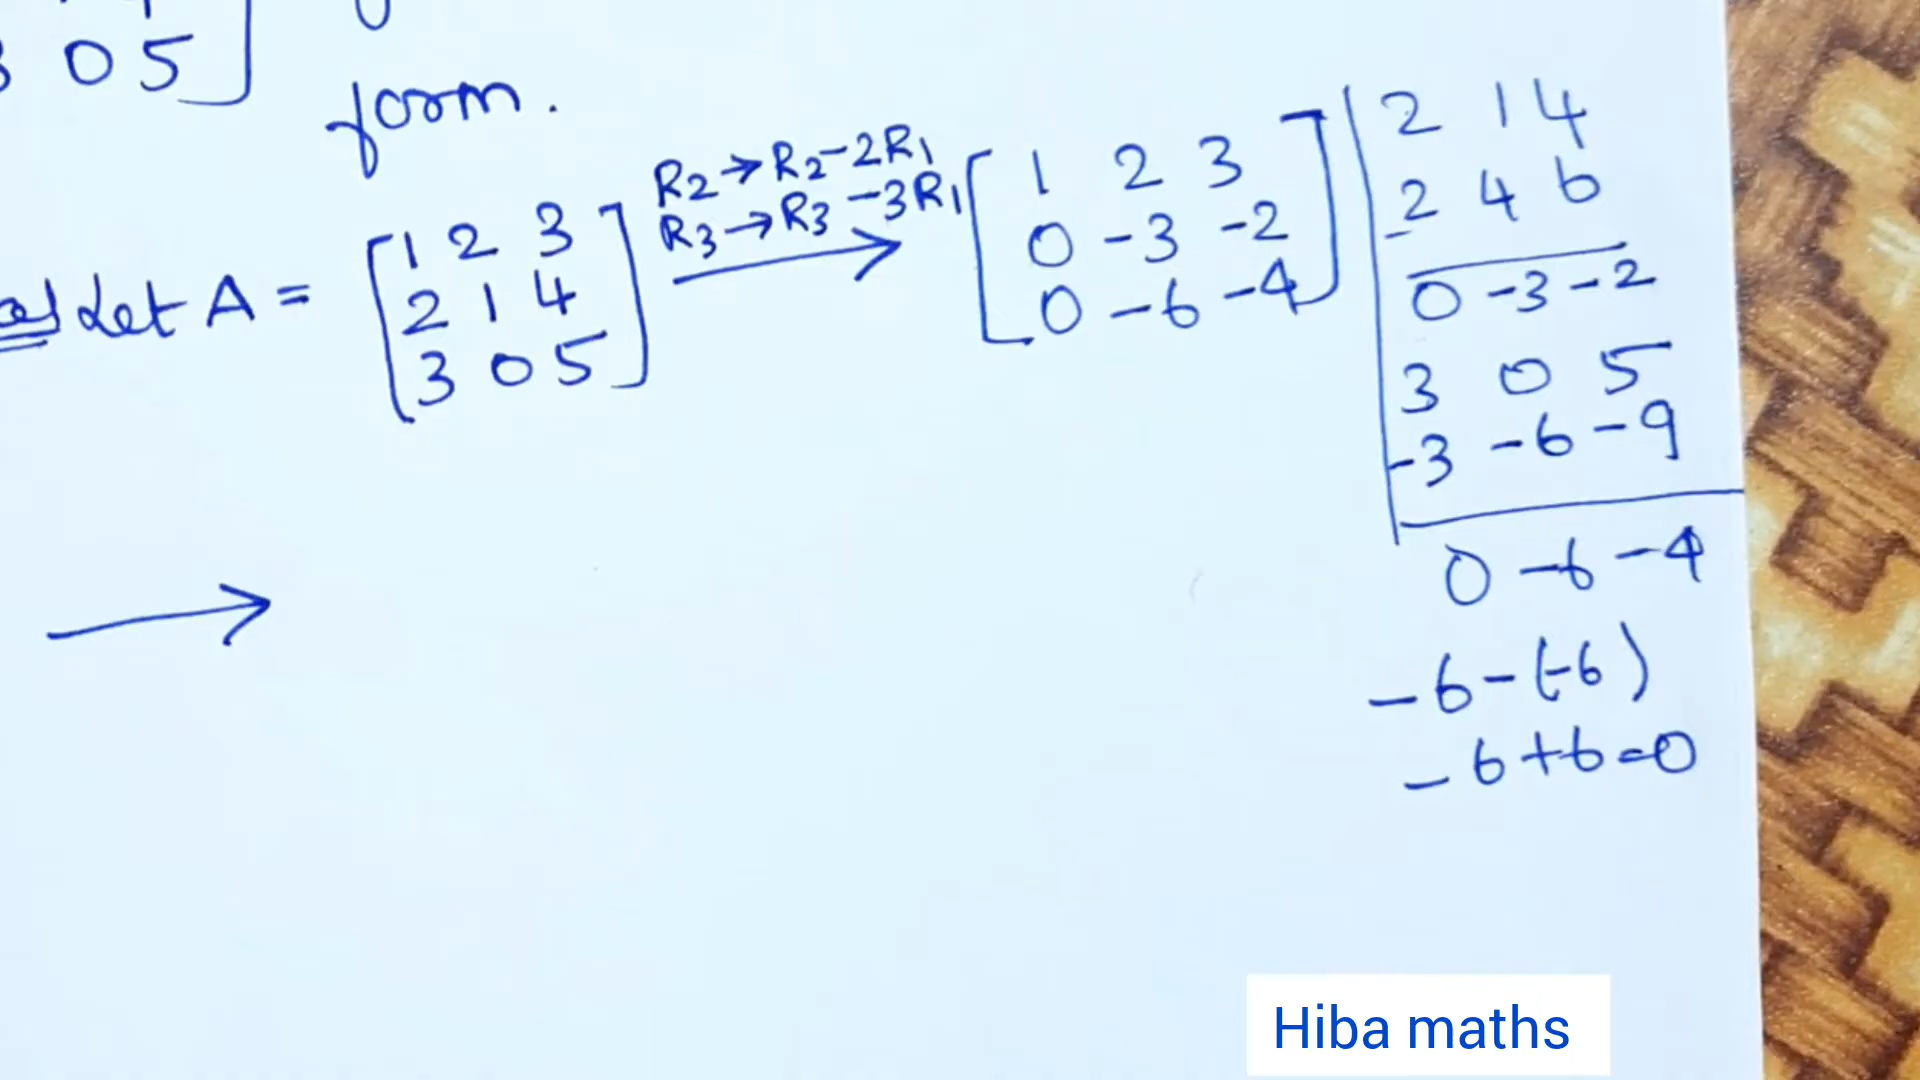 0 5 ]
form.
Let A = [ 1 2 3
2 1 4
3 0 5 ]
R2 → R2 - 2R1
R3 → R3 - 3R1
[ 1 2 3
0 -3 -2
0 -6 -4 ]
2 1 4
- 2 4 6
0 -3 -2
3 0 5
-3 -6 -9
0 -6 -4
-6-(-6)
-6+6=0
Hiba maths